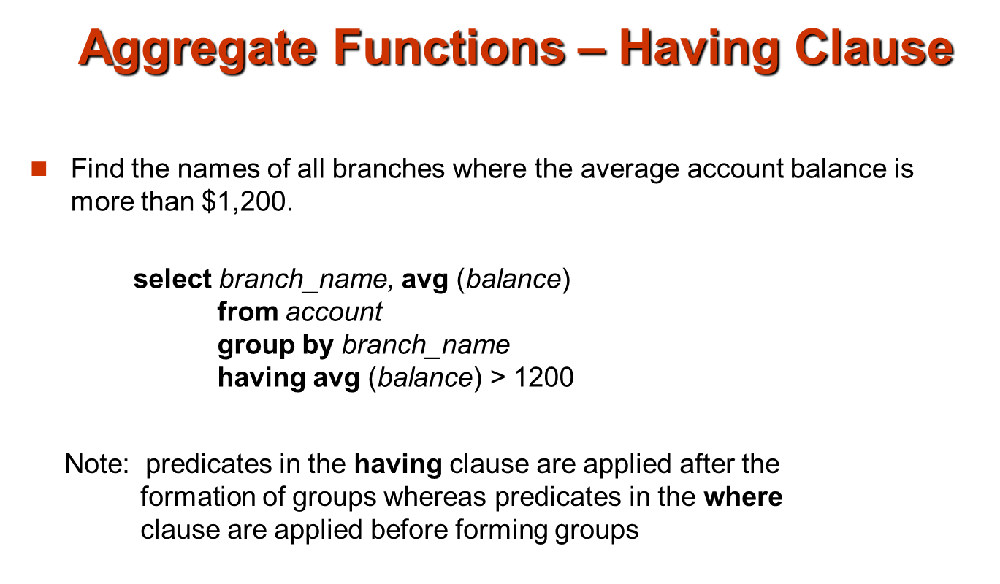 Aggregate Functions – Having Clause
Find the names of all branches where the average account balance is
more than $1,200.
select branch_name, avg (balance)
from account
group by branch_name
having avg (balance) > 1200
Note: predicates in the having clause are applied after the
formation of groups whereas predicates in the where
clause are applied before forming groups